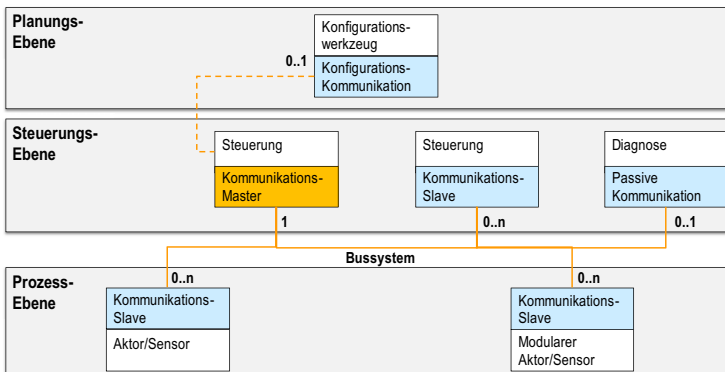 Planungs-
Ebene
Konfigurations-
werkzeug
0..1
Konfigurations-
Kommunikation
Steuerungs-
Ebene
Steuerung
Kommunikations-
Master
1
Steuerung
Kommunikations-
Slave
0..n
Diagnose
Passive
Kommunikation
0..1
Bussystem
Prozess-
Ebene
0..n
Kommunikations-
Slave
Aktor/Sensor
0..n
Kommunikations-
Slave
Modularer
Aktor/Sensor